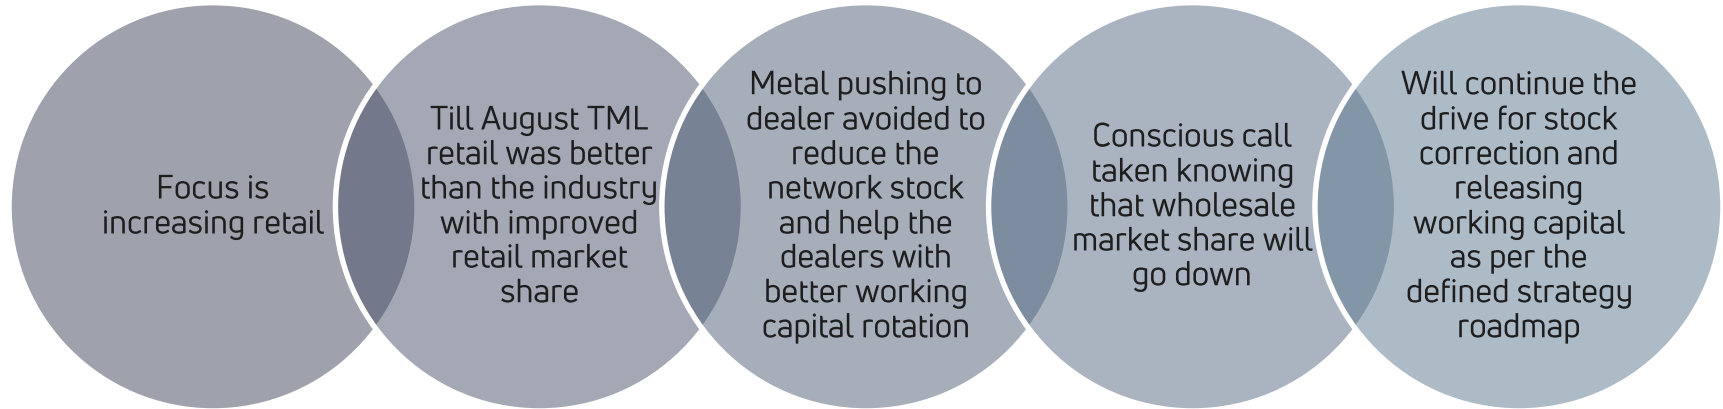 Focus is
increasing retail
Till August TML
retail was better
than the industry
with improved
retail market
share
Metal pushing to
dealer avoided to
reduce the
network stock
and help the
dealers with
better working
capital rotation
Conscious call
taken knowing
that wholesale
market share will
go down
Will continue the
drive for stock
correction and
releasing
working capital
as per the
defined strategy
roadmap